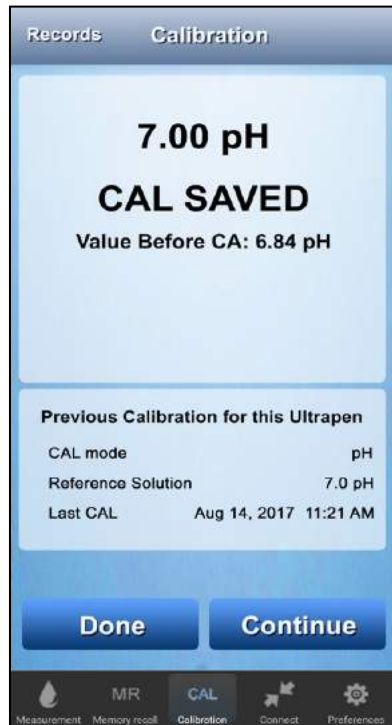 Records Calibration
7.00 pH
CAL SAVED
Value Before CA: 6.84 pH
Previous Calibration for this Ultrapen
CAL mode pH
Reference Solution 7.0 pH
Last CAL Aug 14, 2017 11:21 AM
Done Continue
MR CAL
Measurement Memory recall Calibration Connect Preferences